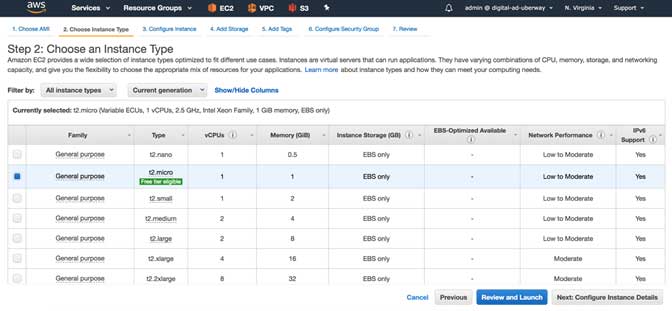 aws Services Resource Groups EC2 VPC S3 admin @ digital-ad-uberway N. Virginia Support
1. Choose AMI 2. Choose Instance Type 3. Configure Instance 4. Add Storage 5. Add Tags 6. Configure Security Group 7. Review
Step 2: Choose an Instance Type
Amazon EC2 provides a wide selection of instance types optimized to fit different use cases. Instances are virtual servers that can run applications. They have varying combinations of CPU, memory, storage, and networking
capacity, and give you the flexibility to choose the appropriate mix of resources for your applications. Learn more about instance types and how they can meet your computing needs.
Filter by: All instance types Current generation Show/Hide Columns
Currently selected: t2.micro (Variable ECUs, 1 vCPUs, 2.5 GHz, Intel Xeon Family, 1 GiB memory, EBS only)
Family Type vCPUs Memory (GiB) Instance Storage (GB) EBS-Optimized Available Network Performance IPv6 Support
General purpose t2.nano 1 0.5 EBS only - Low to Moderate Yes
General purpose t2.micro 1 1 EBS only - Low to Moderate Yes
Free tier eligible
General purpose t2.small 1 2 EBS only - Low to Moderate Yes
General purpose t2.medium 2 4 EBS only - Low to Moderate Yes
General purpose t2.large 2 8 EBS only - Low to Moderate Yes
General purpose t2.xlarge 4 16 EBS only - Moderate Yes
General purpose t2.2xlarge 8 32 EBS only - Moderate Yes
Cancel Previous Review and Launch Next: Configure Instance Details